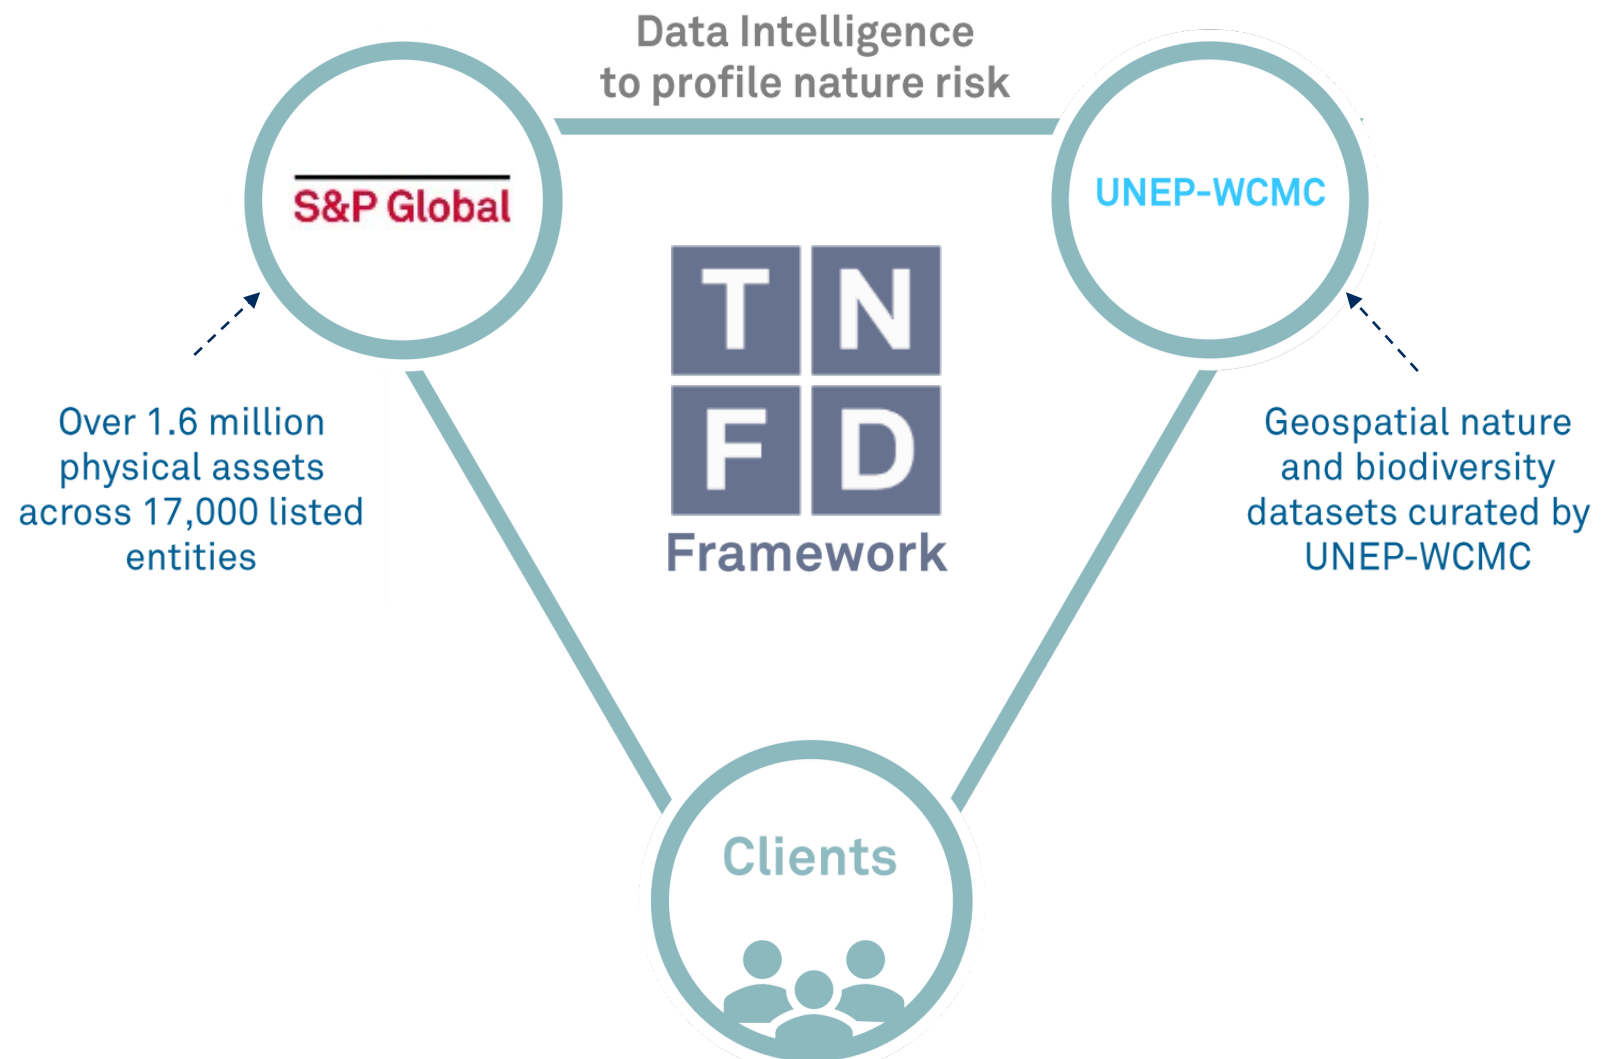 Data Intelligence
to profile nature risk
S&P Global
UNEP-WCMC
T N
F D
Framework
Over 1.6 million
physical assets
across 17,000 listed
entities
Geospatial nature
and biodiversity
datasets curated by
UNEP-WCMC
Clients